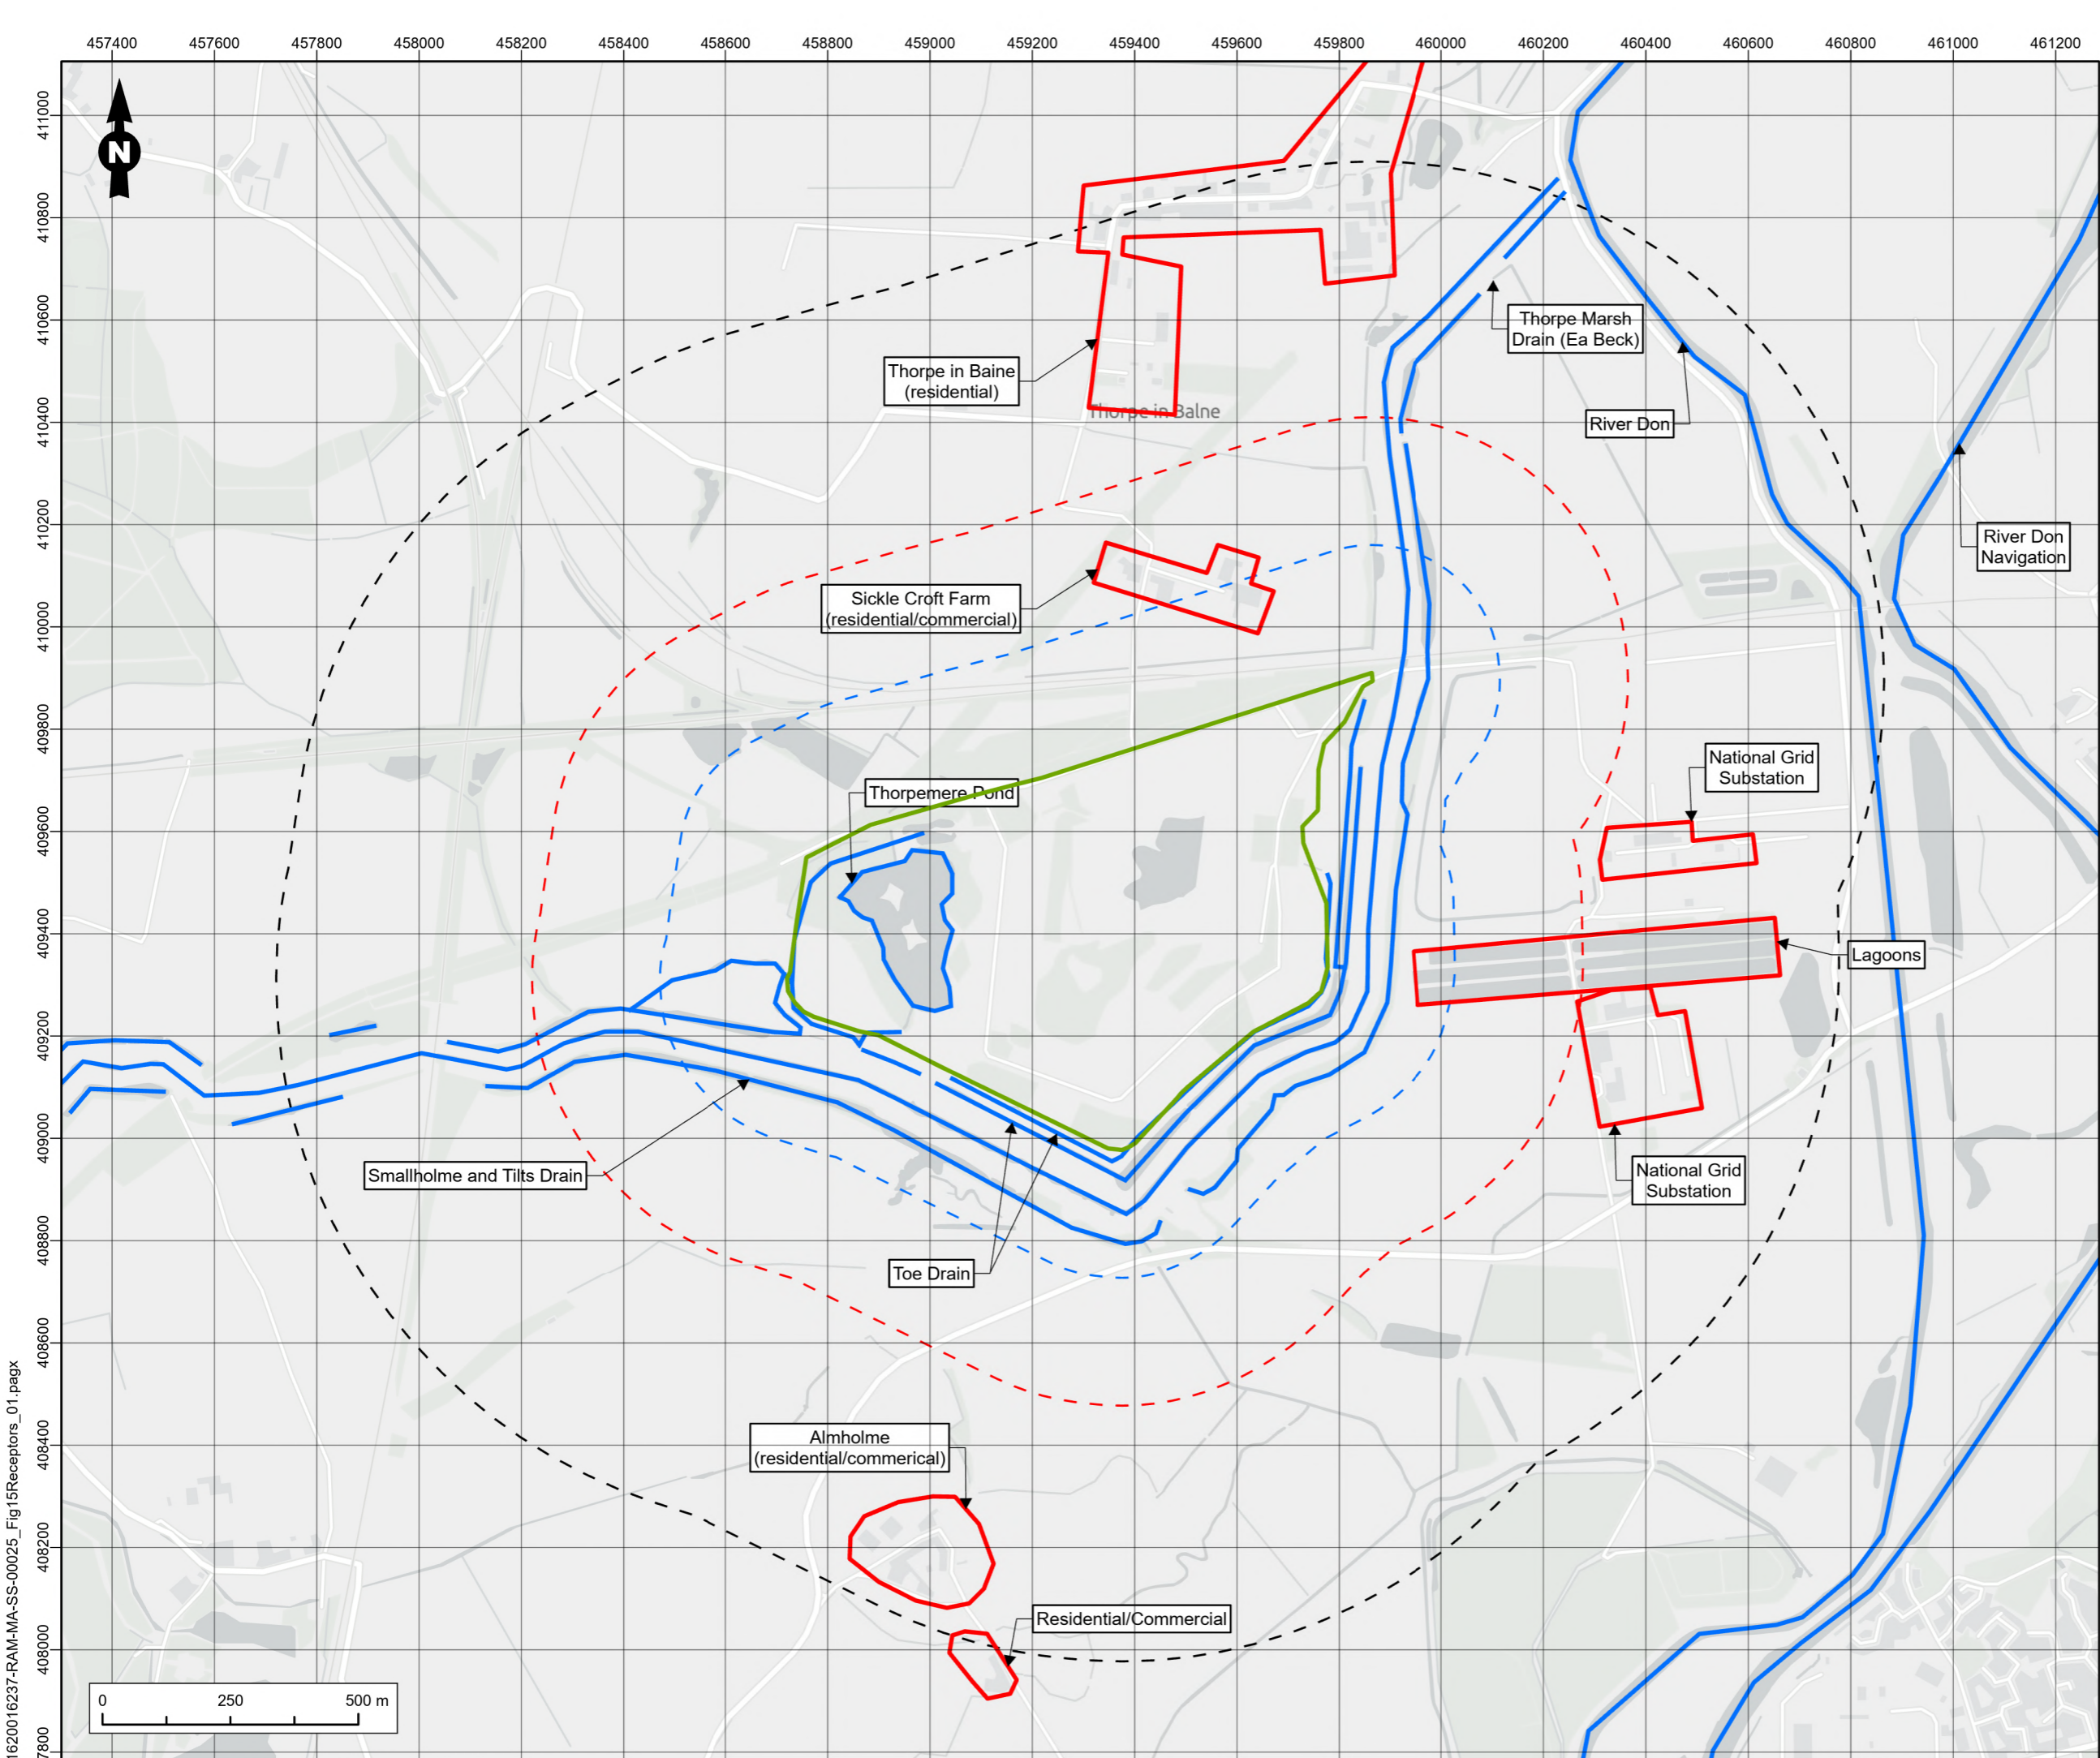 457400 457600 457800 458000 458200 458400 458600 458800 459000 459200 459400 459600 459800 460000 460200 460400 460600 460800 461000 461200
411000
410800
410600
410400
410200
410000
409800
409600
409400
409200
409000
408800
408600
408400
408200
408000
7800
N
Thorpe Marsh
Drain (Ea Beck)
Thorpe in Baine
(residential)
Thorpe in Balne
River Don
River Don
Navigation
Sickle Croft Farm
(residential/commercial)
National Grid
Substation
Thorpemere Pond
Lagoons
Smallholme and Tilts Drain
National Grid
Substation
Toe Drain
Almholme
(residential/commerical)
Residential/Commercial
0 250 500 m
1620016237-RAM-MA-SS-00025_Fig15Receptors_01.pagx